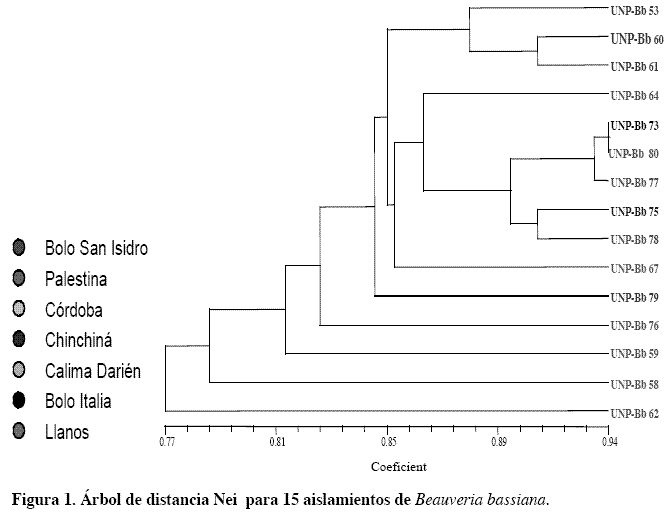 UNP-Bb 53
UNP-Bb 60
UNP-Bb 61
UNP-Bb 64
UNP-Bb 73
UNP-Bb 80
UNP-Bb 77
UNP-Bb 75
UNP-Bb 78
UNP-Bb 67
UNP-Bb 79
UNP-Bb 76
UNP-Bb 59
UNP-Bb 58
UNP-Bb 62
Bolo San Isidro
Palestina
Córdoba
Chinchiná
Calima Darién
Bolo Italia
Llanos
0.77 0.81 0.85 0.89 0.94
Coeficient
Figura 1. Árbol de distancia Nei para 15 aislamientos de Beauveria bassiana.